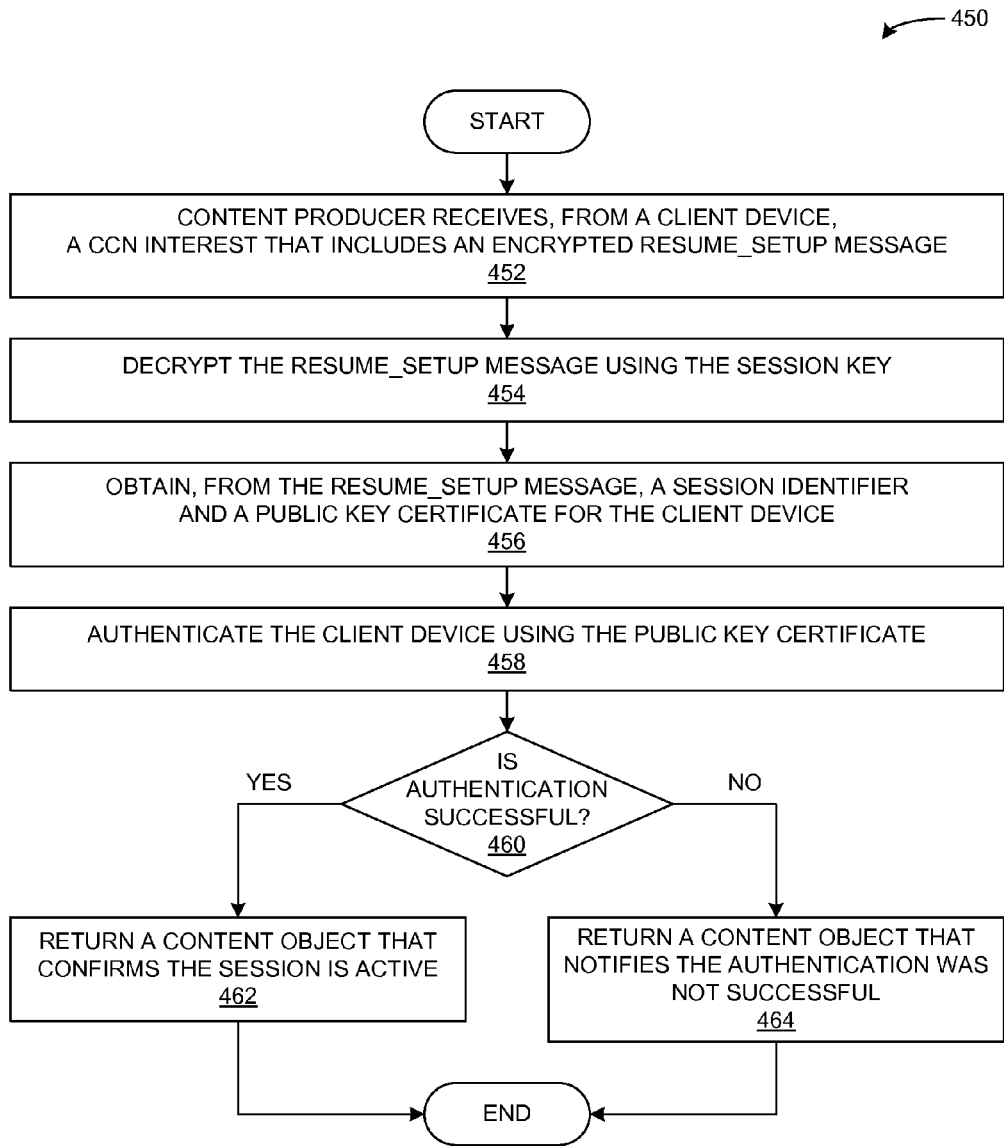 450
START
CONTENT PRODUCER RECEIVES, FROM A CLIENT DEVICE,
A CCN INTEREST THAT INCLUDES AN ENCRYPTED RESUME_SETUP MESSAGE
452
DECRYPT THE RESUME_SETUP MESSAGE USING THE SESSION KEY
454
OBTAIN, FROM THE RESUME_SETUP MESSAGE, A SESSION IDENTIFIER
AND A PUBLIC KEY CERTIFICATE FOR THE CLIENT DEVICE
456
AUTHENTICATE THE CLIENT DEVICE USING THE PUBLIC KEY CERTIFICATE
458
IS
AUTHENTICATION
SUCCESSFUL?
460
YES
NO
RETURN A CONTENT OBJECT THAT
CONFIRMS THE SESSION IS ACTIVE
462
RETURN A CONTENT OBJECT THAT
NOTIFIES THE AUTHENTICATION WAS
NOT SUCCESSFUL
464
END